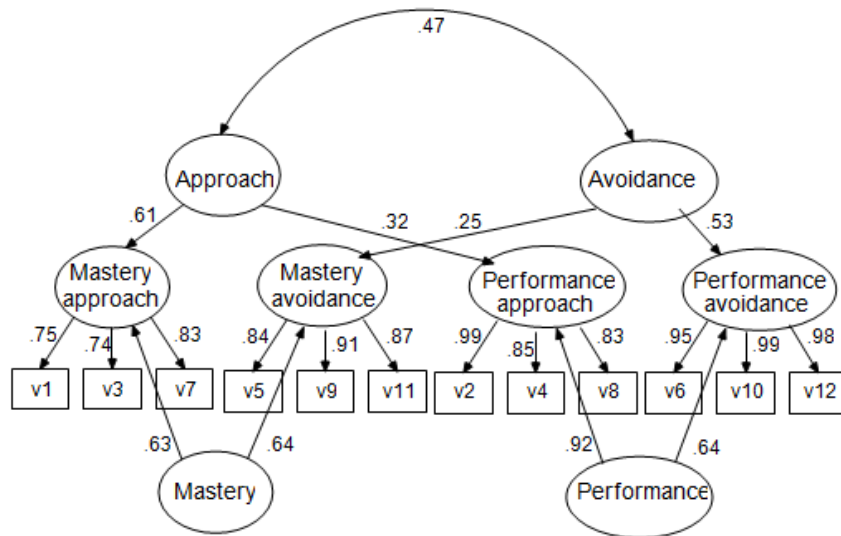 .47
Approach
Avoidance
.61
.32
.25
.53
Mastery
approach
Mastery
avoidance
Performance
approach
Performance
avoidance
.75
.74
.83
.84
.91
.87
.99
.85
.83
.95
.99
.98
v1
v3
v7
v5
v9
v11
v2
v4
v8
v6
v10
v12
.63
.64
.92
.64
Mastery
Performance